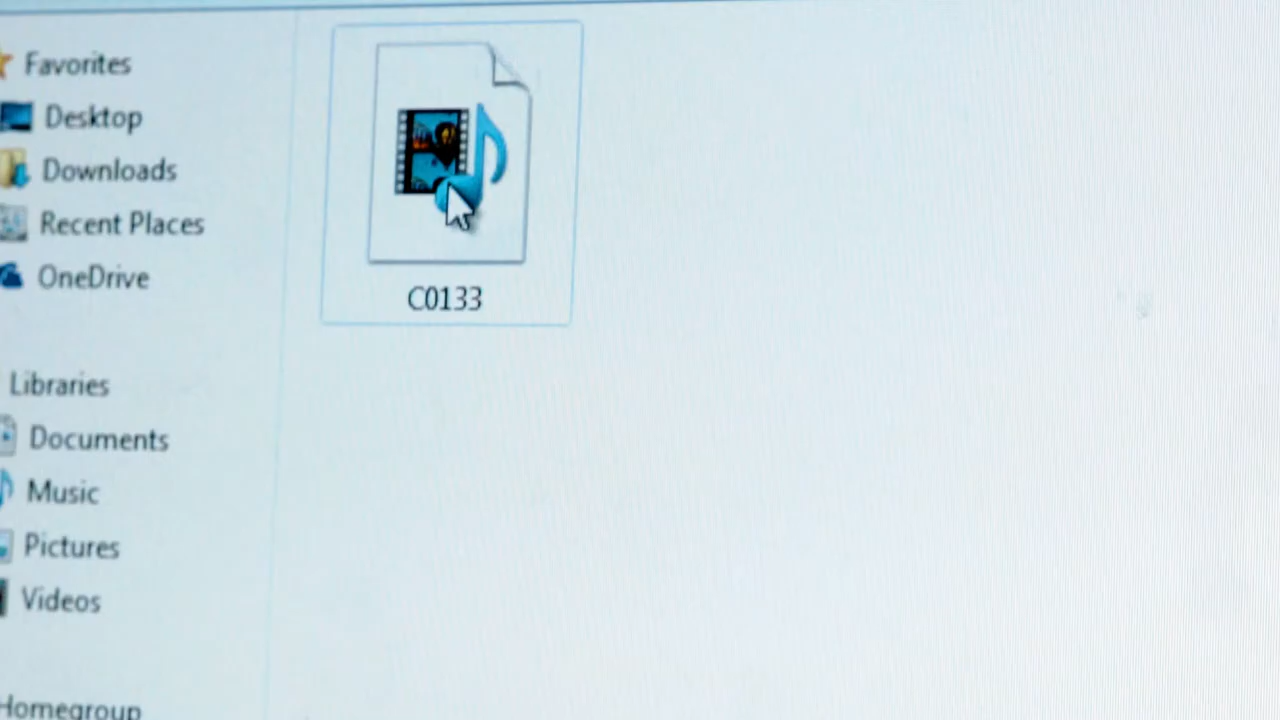 Favorites
Desktop
Downloads
Recent Places
OneDrive
Libraries
Documents
Music
Pictures
Videos
Homegroup
C0133